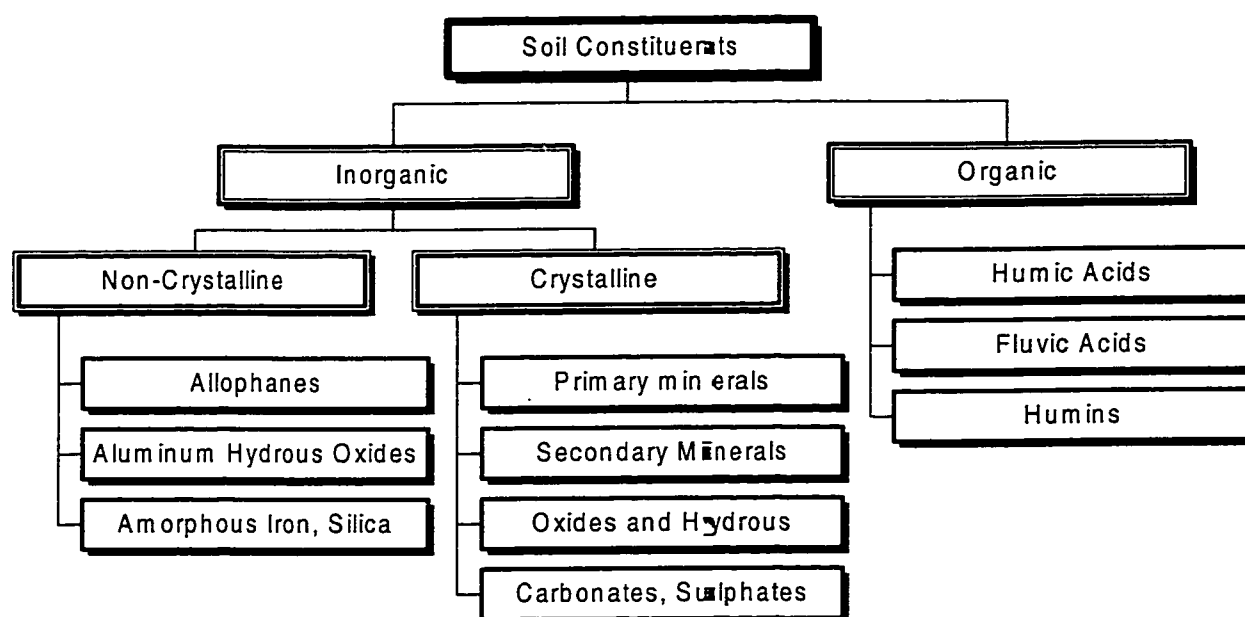 Soil Constituents
Inorganic
Organic
Non-Crystalline
Crystalline
Humic Acids
Fluvic Acids
Humins
Allophanes
Aluminum Hydrous Oxides
Amorphous Iron, Silica
Primary minerals
Secondary Minerals
Oxides and Hydrous
Carbonates, Sulphates